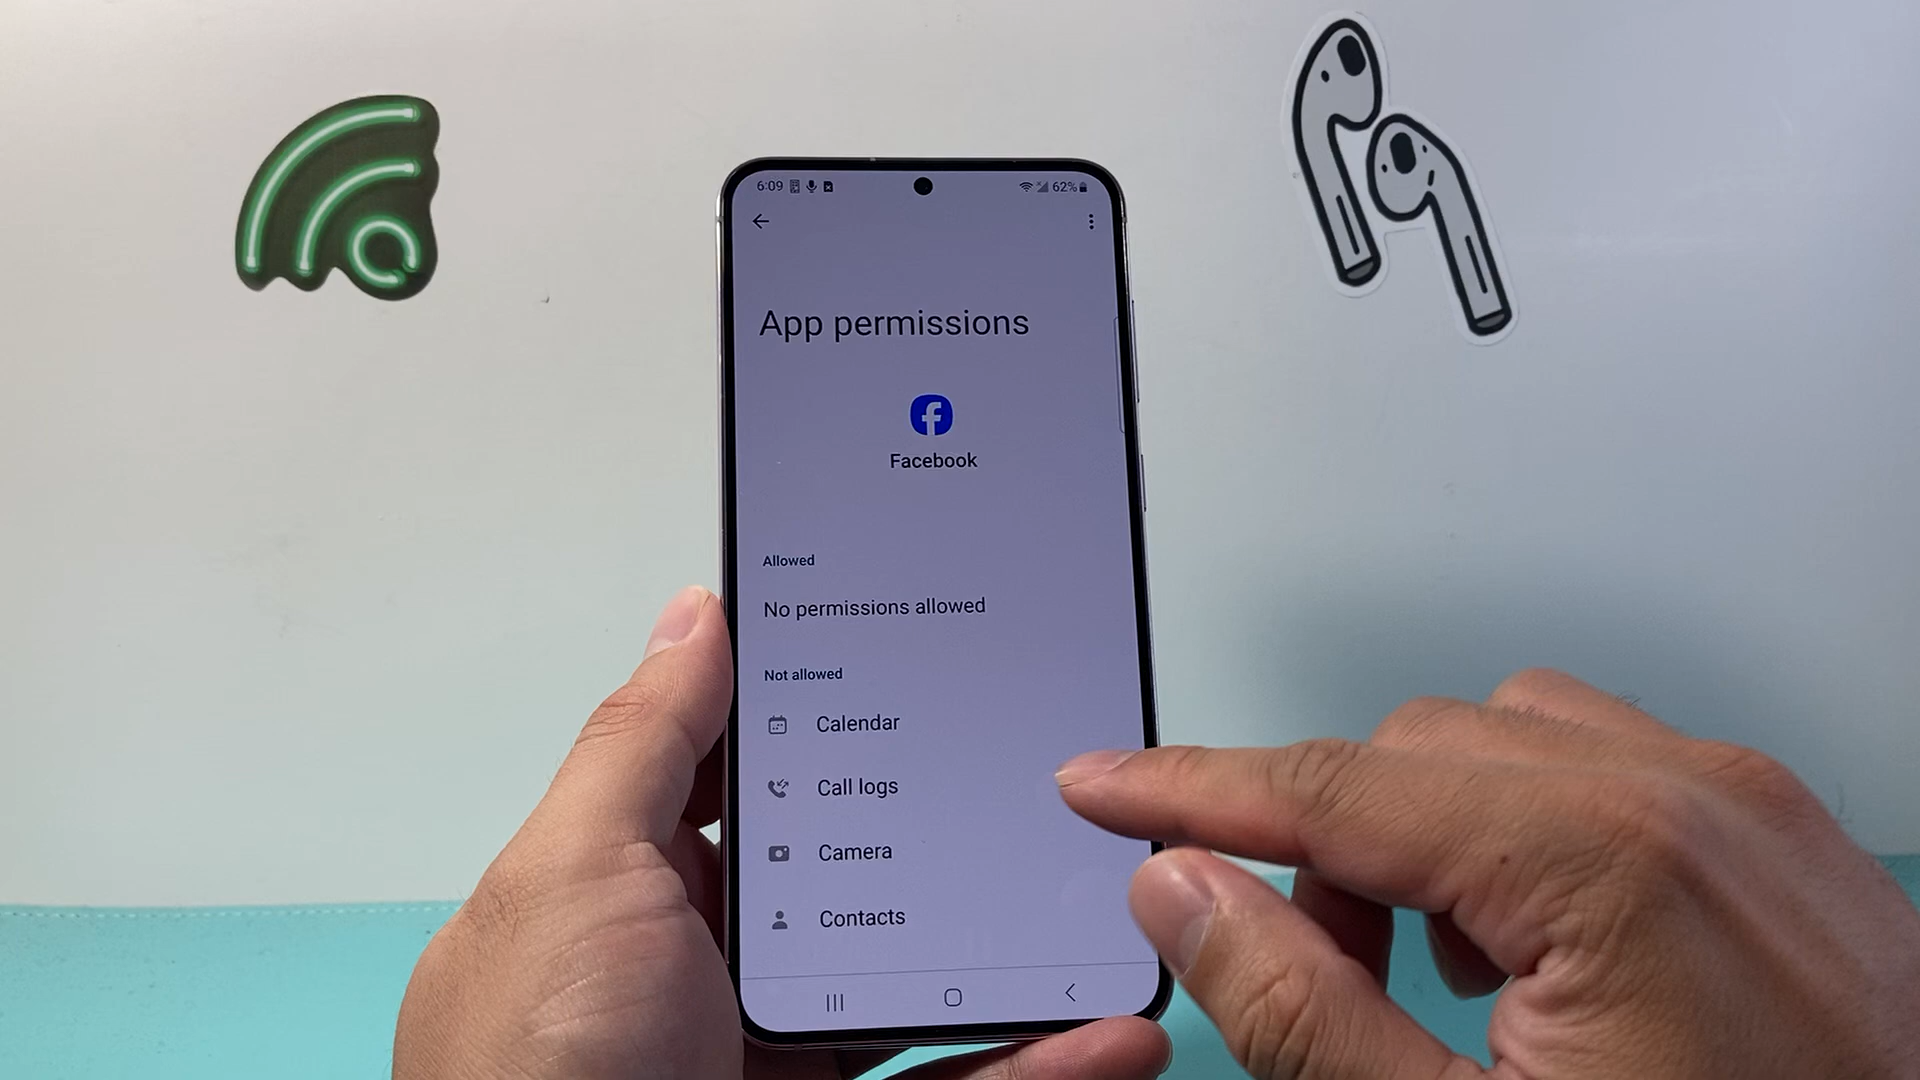 6:09 62%
App permissions
Facebook
Allowed
No permissions allowed
Not allowed
Calendar
Call logs
Camera
Contacts